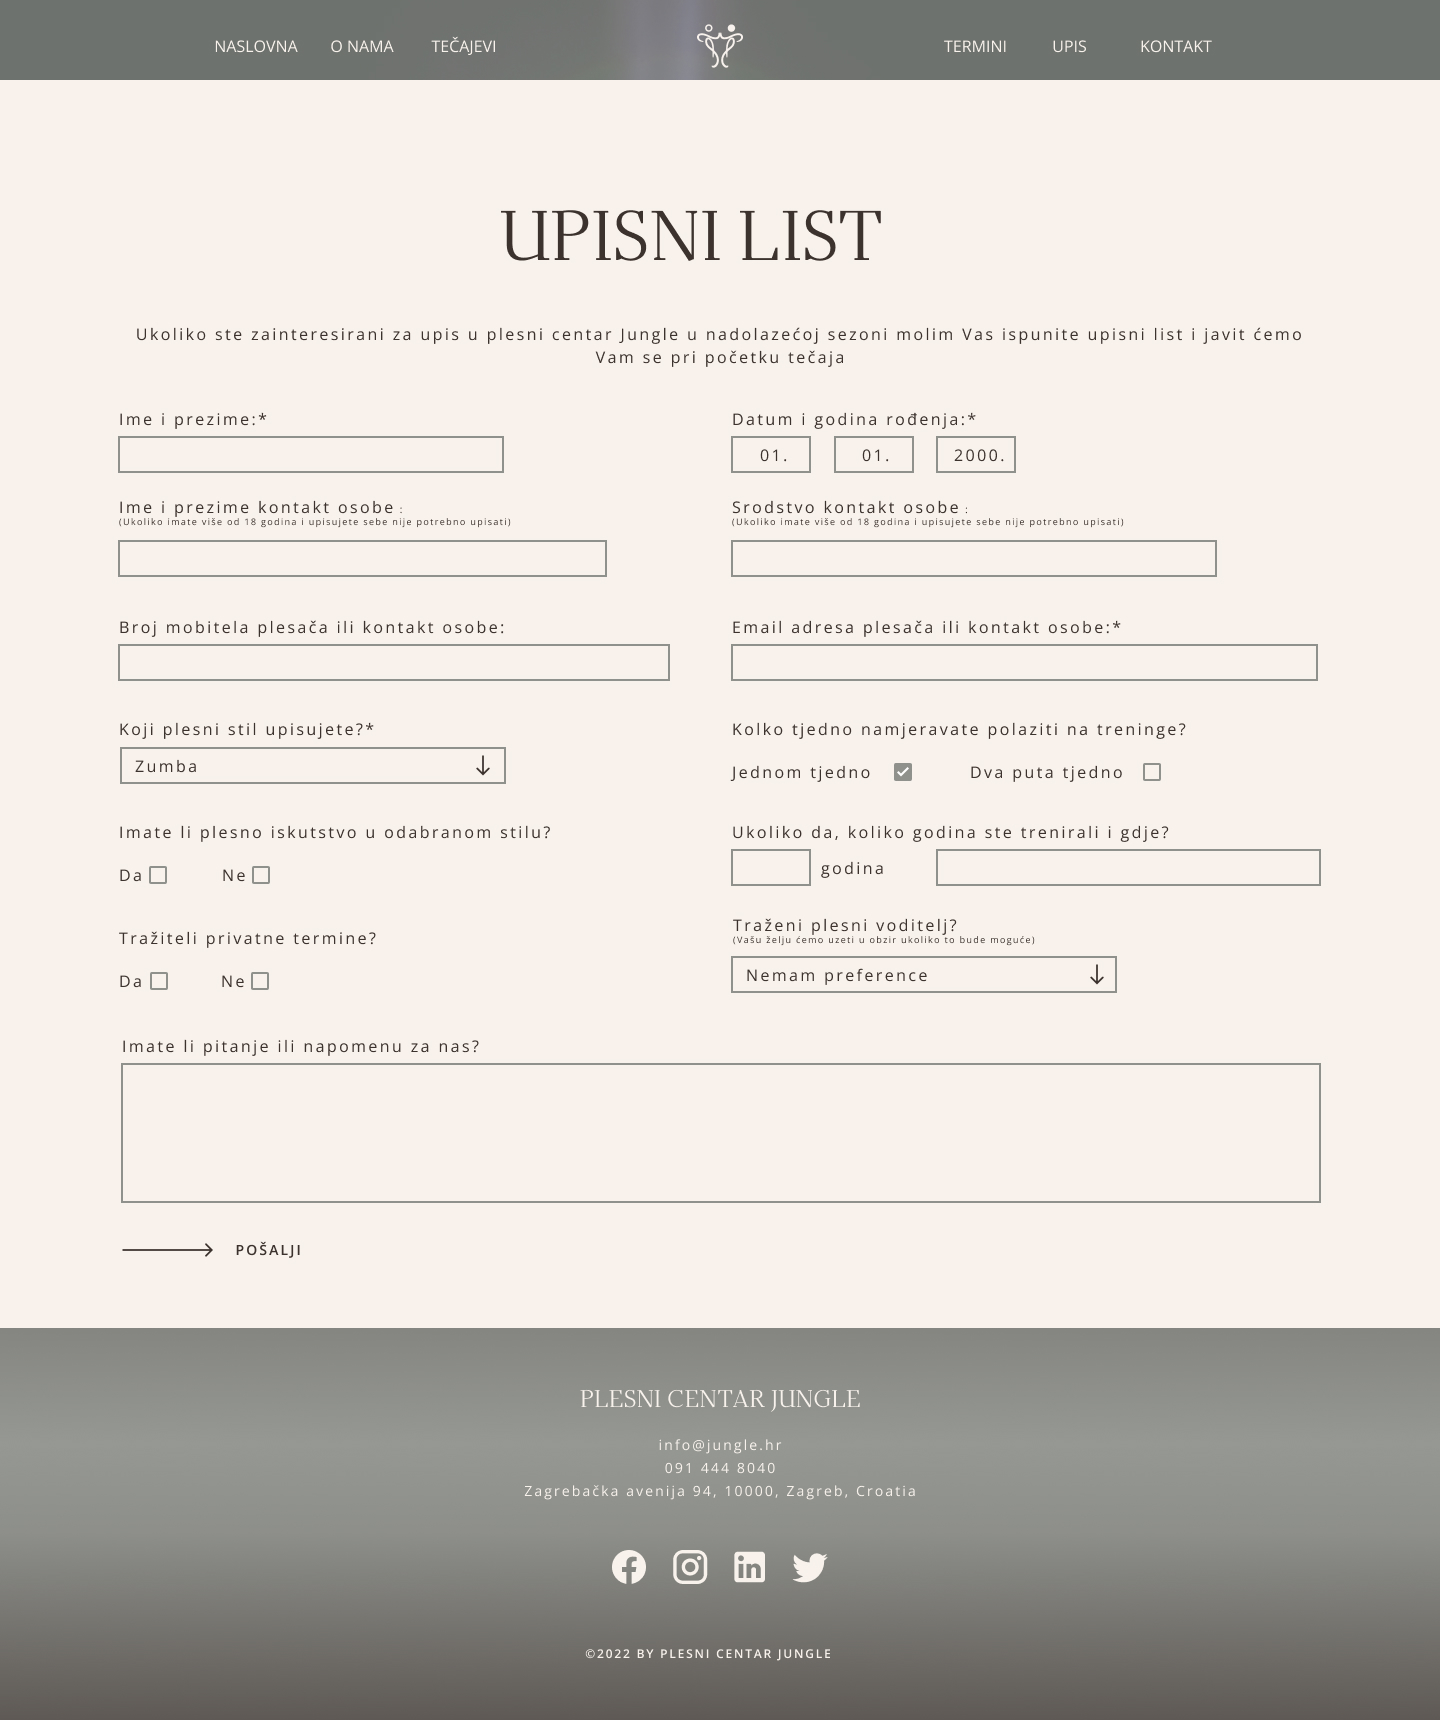 NASLOVNA O NAMA TEČAJEVI TERMINI UPIS KONTAKT
UPISNI LIST
Ukoliko ste zainteresirani za upis u plesni centar Jungle u nadolazećoj sezoni molim Vas ispunite upisni list i javit ćemo
Vam se pri početku tečaja
Ime i prezime:*
Datum i godina rođenja:*
01. 01. 2000.
Ime i prezime kontakt osobe :
(Ukoliko imate više od 18 godina i upisujete sebe nije potrebno upisati)
Srodstvo kontakt osobe :
(Ukoliko imate više od 18 godina i upisujete sebe nije potrebno upisati)
Broj mobitela plesača ili kontakt osobe:
Email adresa plesača ili kontakt osobe:*
Koji plesni stil upisujete?*
Zumba
Kolko tjedno namjeravate polaziti na treninge?
Jednom tjedno Dva puta tjedno
Imate li plesno iskutstvo u odabranom stilu?
Da Ne
Ukoliko da, koliko godina ste trenirali i gdje?
godina
Tražiteli privatne termine?
Da Ne
Traženi plesni voditelj?
(Vašu želju ćemo uzeti u obzir ukoliko to bude moguće)
Nemam preference
Imate li pitanje ili napomenu za nas?
POŠALJI
PLESNI CENTAR JUNGLE
info@jungle.hr
091 444 8040
Zagrebačka avenija 94, 10000, Zagreb, Croatia
©2022 BY PLESNI CENTAR JUNGLE